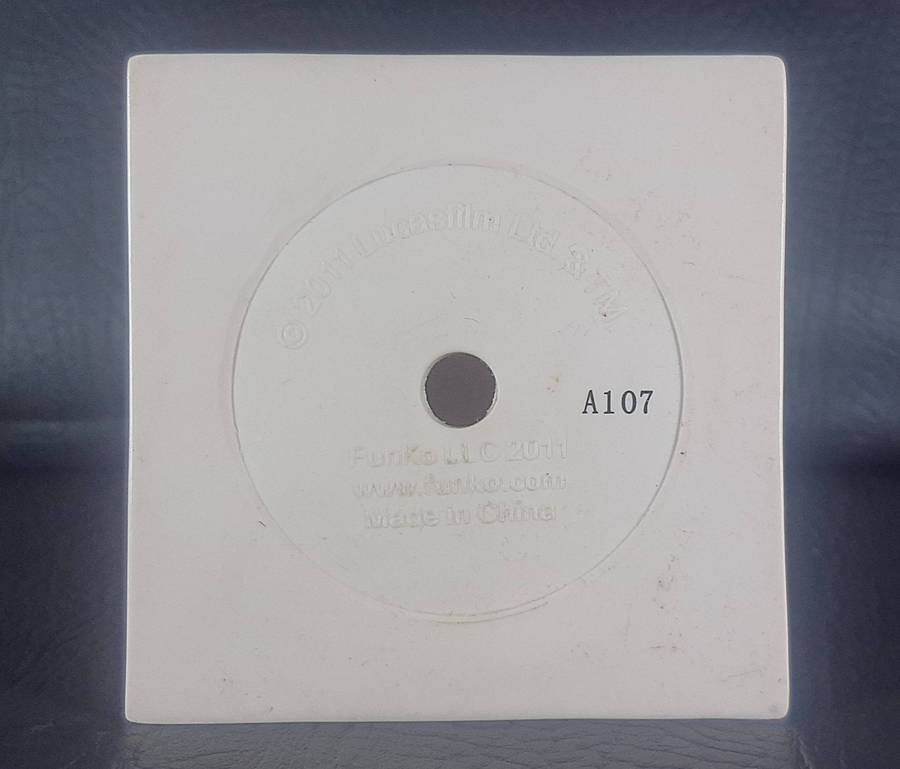 © 2011 Lucasfilm Ltd. & TM
A107
FunKo LLC 2011
www.funko.com
Made in China